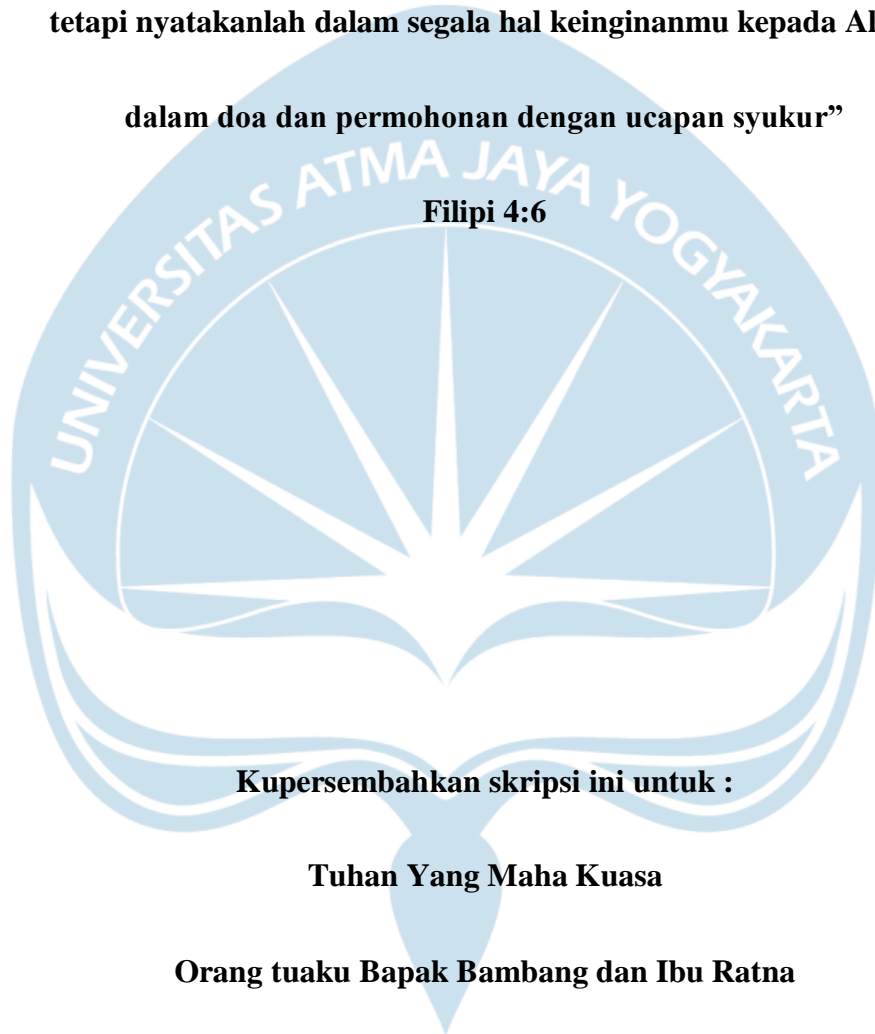 tetapi nyatakanlah dalam segala hal keinginanmu kepada Al
dalam doa dan permohonan dengan ucapan syukur”
UNIVERSITAS ATMA JAYA YOGYAKARTA
Filipi 4:6
Kupersembahkan skripsi ini untuk :
Tuhan Yang Maha Kuasa
Orang tuaku Bapak Bambang dan Ibu Ratna